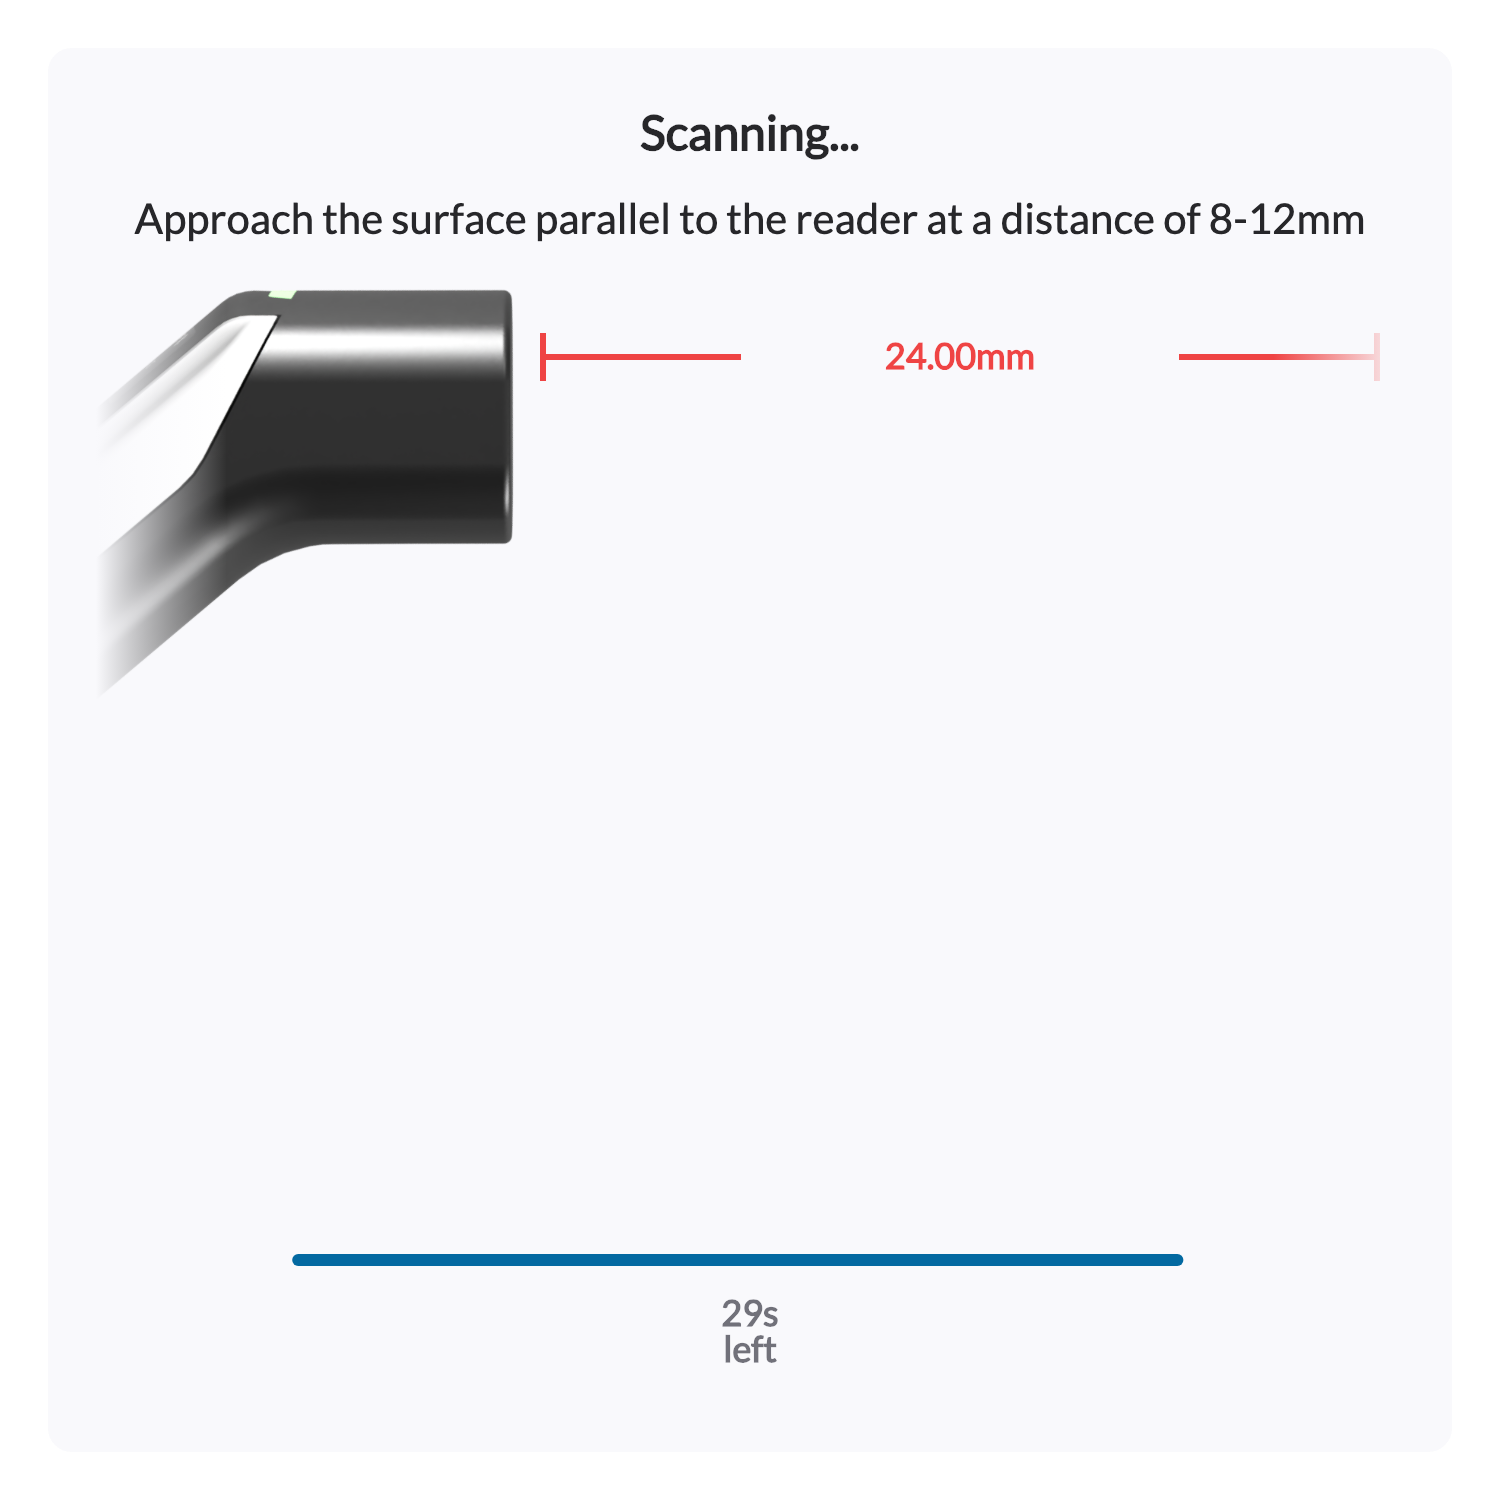 Scanning...
Approach the surface parallel to the reader at a distance of 8-12mm
24.00mm
29s
left